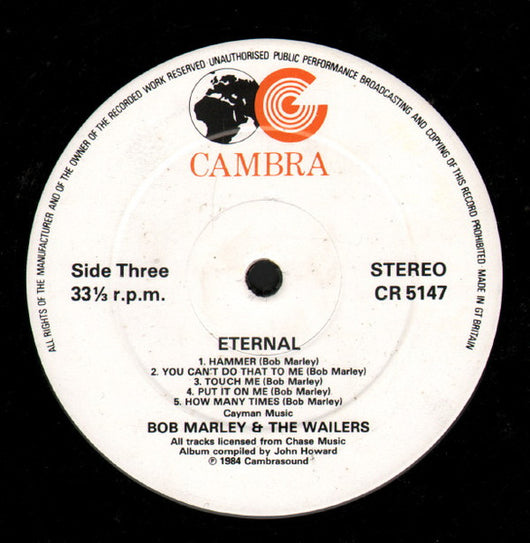 ALL RIGHTS OF THE MANUFACTURER AND OF THE OWNER OF THE RECORDED WORK RESERVED UNAUTHORISED PUBLIC PERFORMANCE BROADCASTING AND COPYING OF THIS RECORD PROHIBITED MADE IN GT BRITAIN
CAMBRA
Side Three
33⅓ r.p.m.
STEREO
CR 5147
ETERNAL
1. HAMMER (Bob Marley)
2. YOU CAN'T DO THAT TO ME (Bob Marley)
3. TOUCH ME (Bob Marley)
4. PUT IT ON ME (Bob Marley)
5. HOW MANY TIMES (Bob Marley)
Cayman Music
BOB MARLEY & THE WAILERS
All tracks licensed from Chase Music
Album compiled by John Howard
℗ 1984 Cambrasound